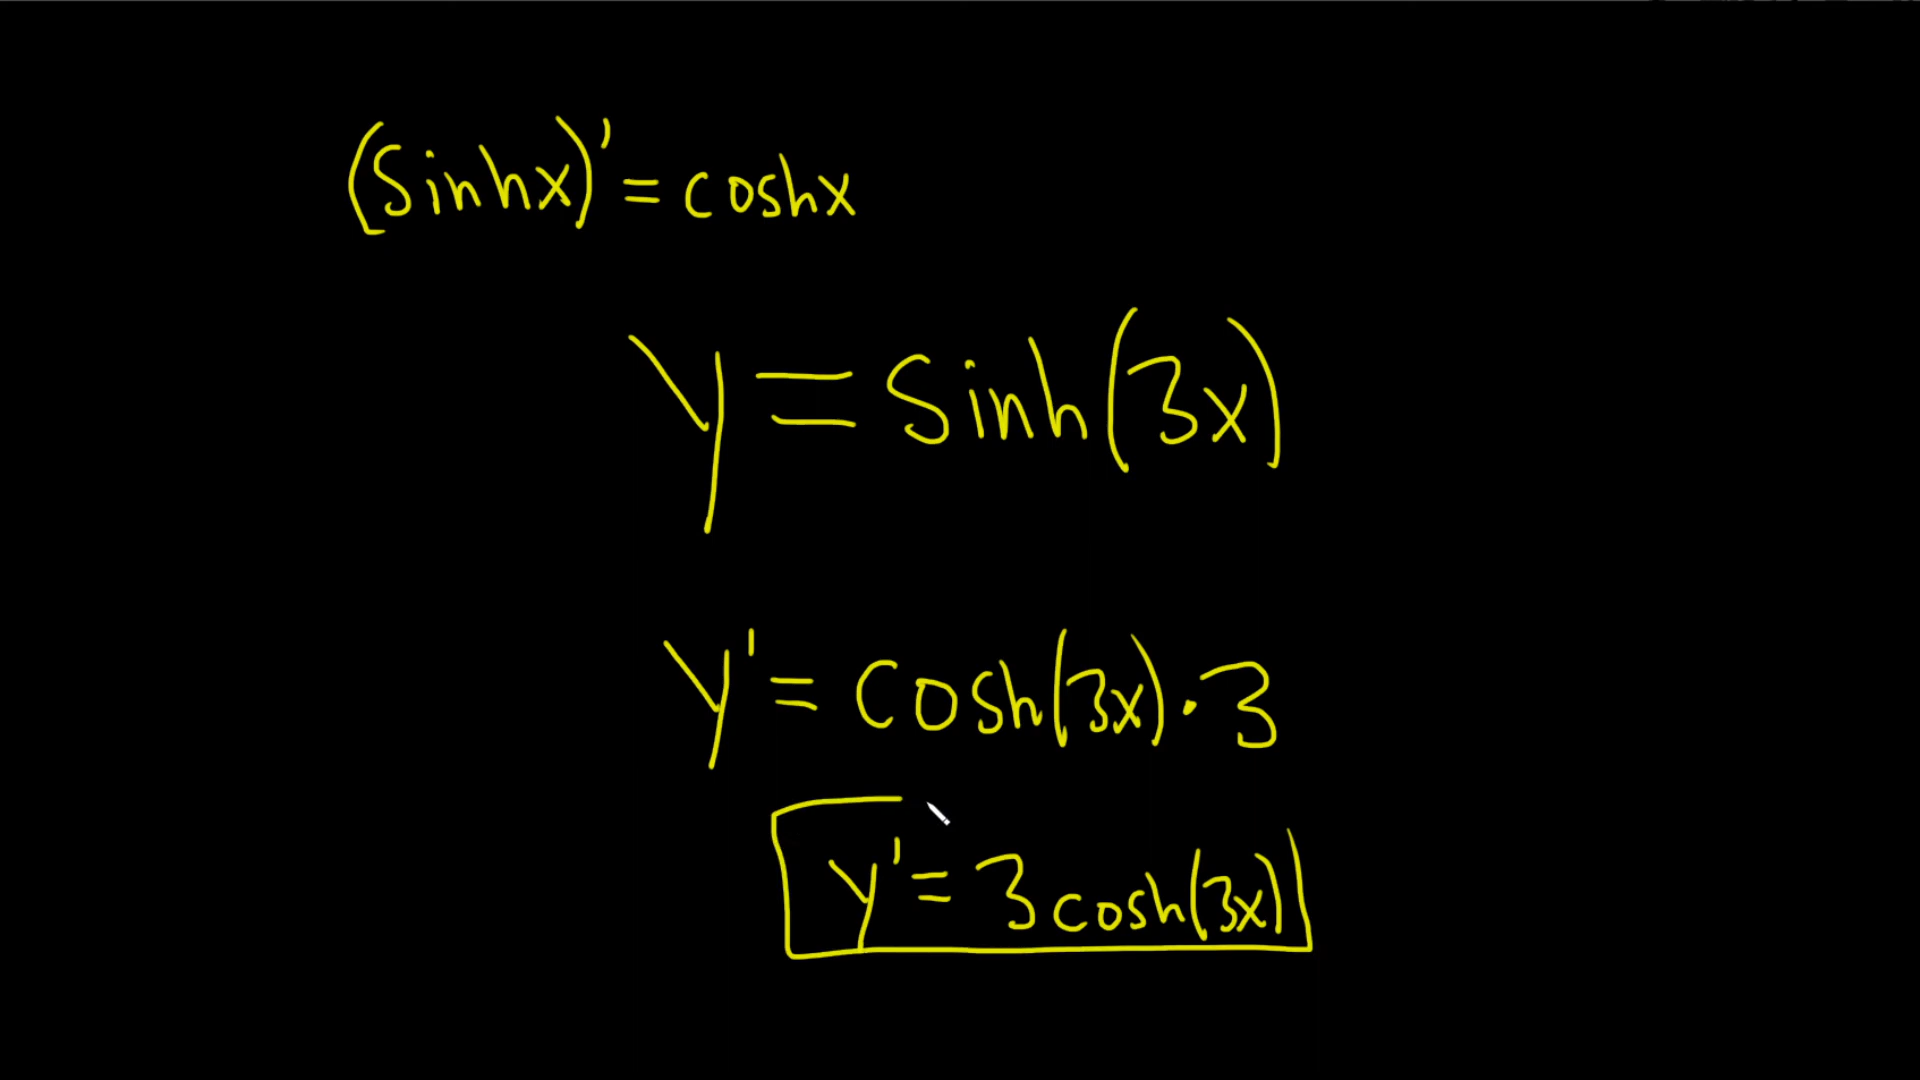 (Sinhx)' = coshx
y = Sinh(3x)
y' = cosh(3x) · 3
y' = 3cosh(3x)